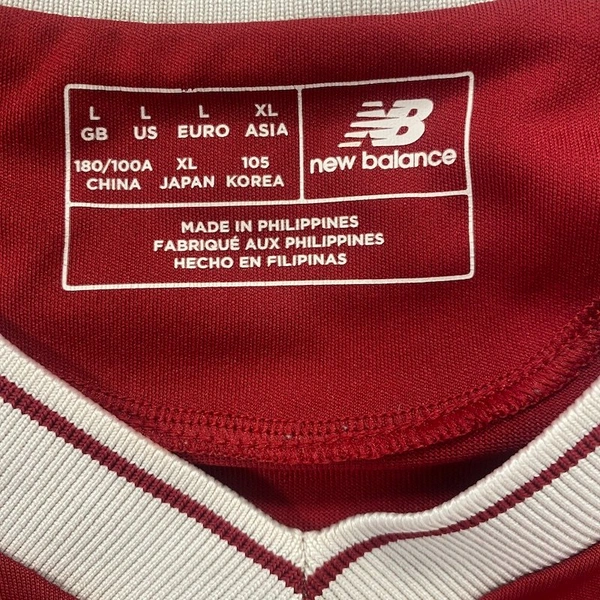 L L L XL
GB US EURO ASIA
180/100A XL 105
CHINA JAPAN KOREA
NB
new balance
MADE IN PHILIPPINES
FABRIQUÉ AUX PHILIPPINES
HECHO EN FILIPINAS